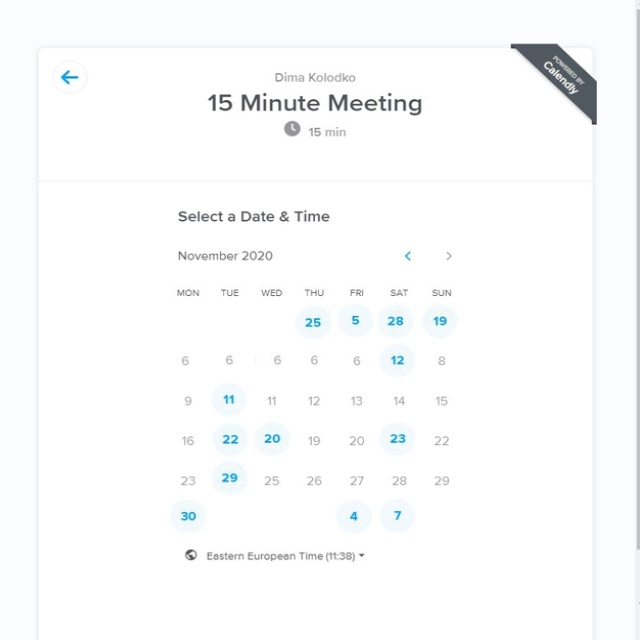 POWERED BY
Calendly
Dima Kolodko
15 Minute Meeting
15 min
Select a Date & Time
November 2020
MON TUE WED THU FRI SAT SUN
25 5 28 19
6 6 6 6 6 12 8
9 11 11 12 13 14 15
16 22 20 19 20 23 22
23 29 25 26 27 28 29
30 4 7
Eastern European Time (11:38)